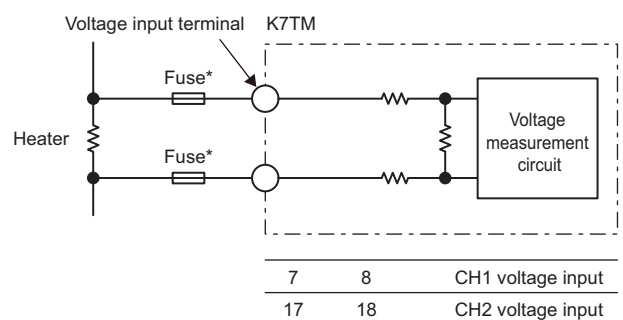 Voltage input terminal K7TM
Fuse*
Heater
Fuse*
Voltage
measurement
circuit
7 8 CH1 voltage input
17 18 CH2 voltage input